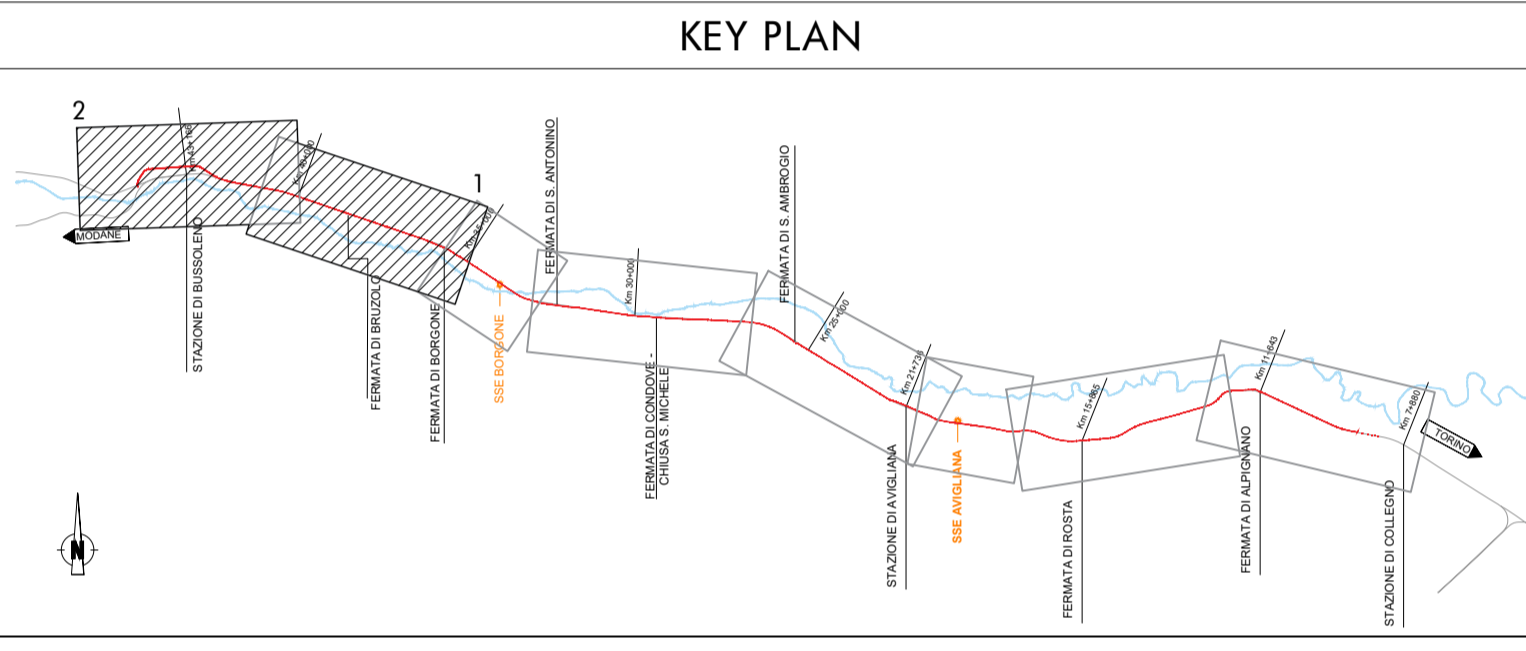 KEY PLAN
2
Km 43+166
Km 40+000
1
Km 35+000
MODANE
STAZIONE DI BUSSOLENO
FERMATA DI BRUZOLO
FERMATA DI BORGONE
SSE BORGONE
FERMATA DI S. ANTONINO
Km 30+000
FERMATA DI CONDOVE -
CHIUSA S. MICHELE
FERMATA DI S. AMBROGIO
Km 25+000
Km 21+736
STAZIONE DI AVIGLIANA
SSE AVIGLIANA
Km 15+865
FERMATA DI ROSTA
Km 11+643
FERMATA DI ALPIGNANO
Km 7+880
STAZIONE DI COLLEGNO
TORINO
N